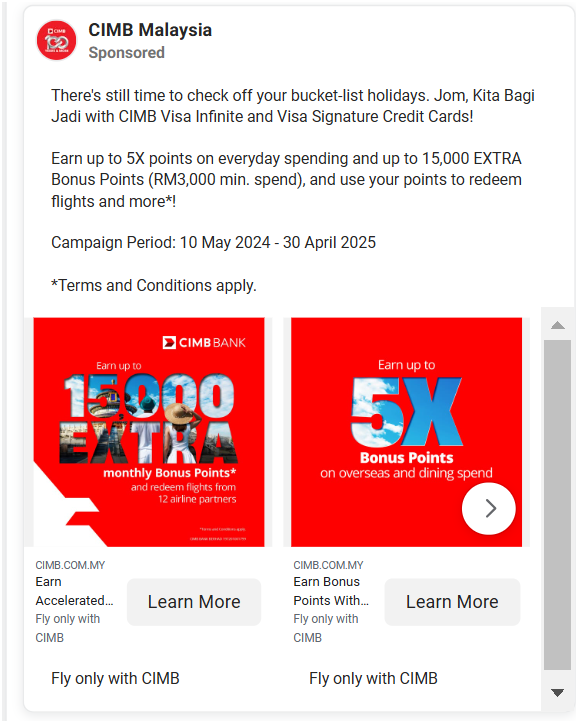 CIMB
CIMB Malaysia
Sponsored
There's still time to check off your bucket-list holidays. Jom, Kita Bagi
Jadi with CIMB Visa Infinite and Visa Signature Credit Cards!
Earn up to 5X points on everyday spending and up to 15,000 EXTRA
Bonus Points (RM3,000 min. spend), and use your points to redeem
flights and more*!
Campaign Period: 10 May 2024 - 30 April 2025
*Terms and Conditions apply.
CIMB BANK
Earn up to
15,000
EXTRA
monthly Bonus Points*
and redeem flights from
12 airline partners
*Terms and conditions apply.
Earn up to
5X
Bonus Points
on overseas and dining spend
CIMB.COM.MY
Earn
Accelerated...
Fly only with
CIMB
Learn More
CIMB.COM.MY
Earn Bonus
Points With...
Fly only with
CIMB
Learn More
Fly only with CIMB
Fly only with CIMB